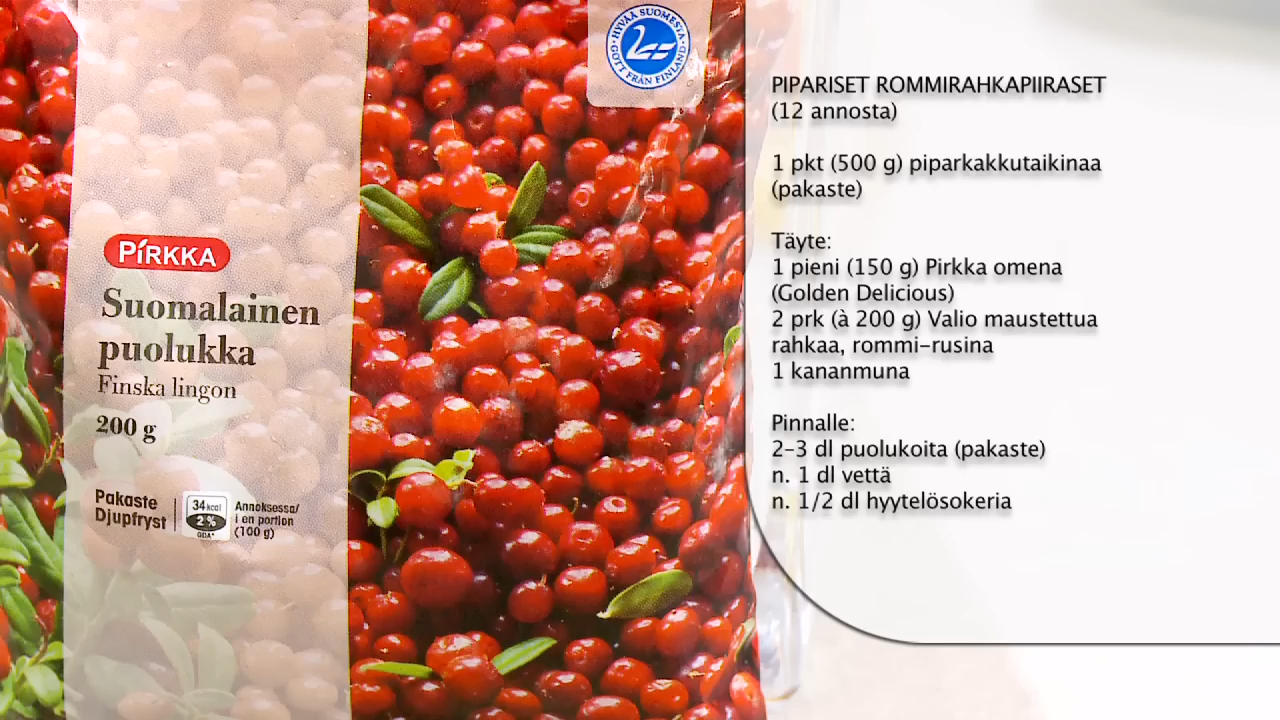 PIRKKA
Suomalainen
puolukka
Finska lingon
200 g
Pakaste
Djupfryst
34 kcal
2%
GDA*
Annoksessa/
i en portion
(100 g)
HYVÄÄ SUOMESTA
GOTT FRÅN FINLAND
PIPARISET ROMMIRAHKAPIIRASET
(12 annosta)
1 pkt (500 g) piparkakkutaikinaa
(pakaste)
Täyte:
1 pieni (150 g) Pirkka omena
(Golden Delicious)
2 prk (à 200 g) Valio maustettua
rahkaa, rommi-rusina
1 kananmuna
Pinnalle:
2-3 dl puolukoita (pakaste)
n. 1 dl vettä
n. 1/2 dl hyytelösokeria